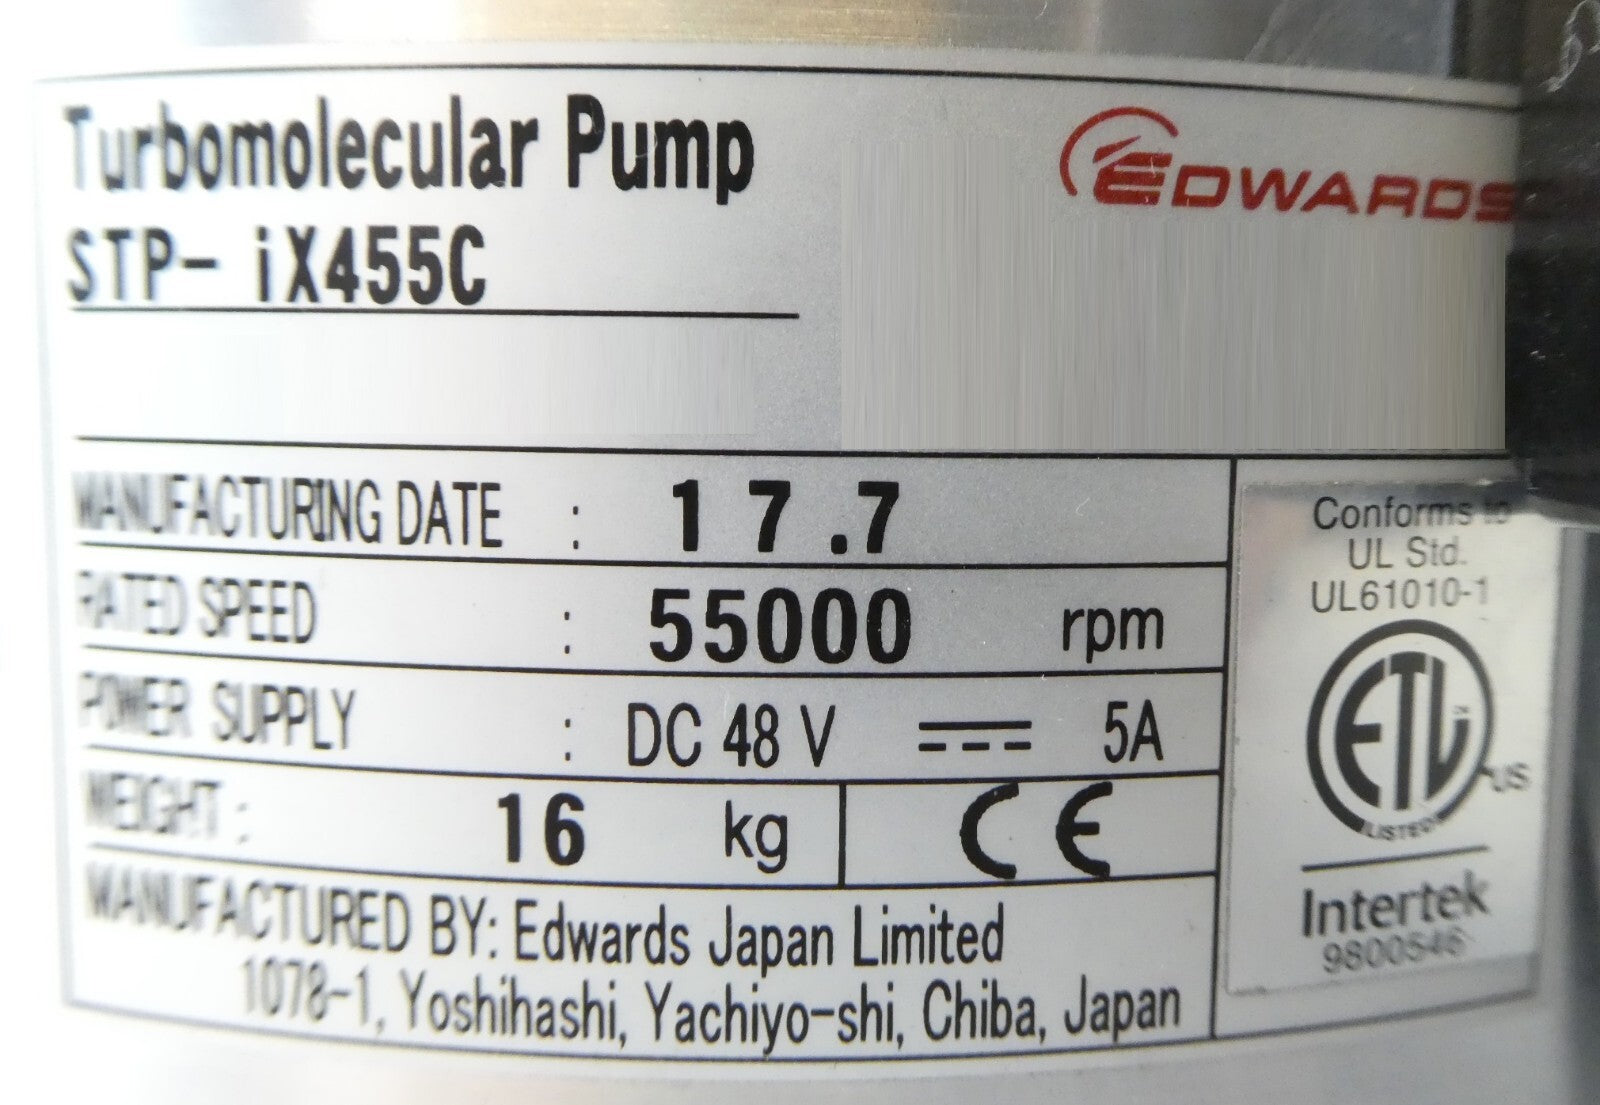 Turbomolecular Pump
EDWARDS
STP- iX455C
MANUFACTURING DATE : 17.7
RATED SPEED : 55000 rpm
POWER SUPPLY : DC 48 V 5A
WEIGHT : 16 kg CE
MANUFACTURED BY: Edwards Japan Limited
1078-1, Yoshihashi, Yachiyo-shi, Chiba, Japan
Conforms to
UL Std.
UL61010-1
ETL
US
LISTED
Intertek
9800546